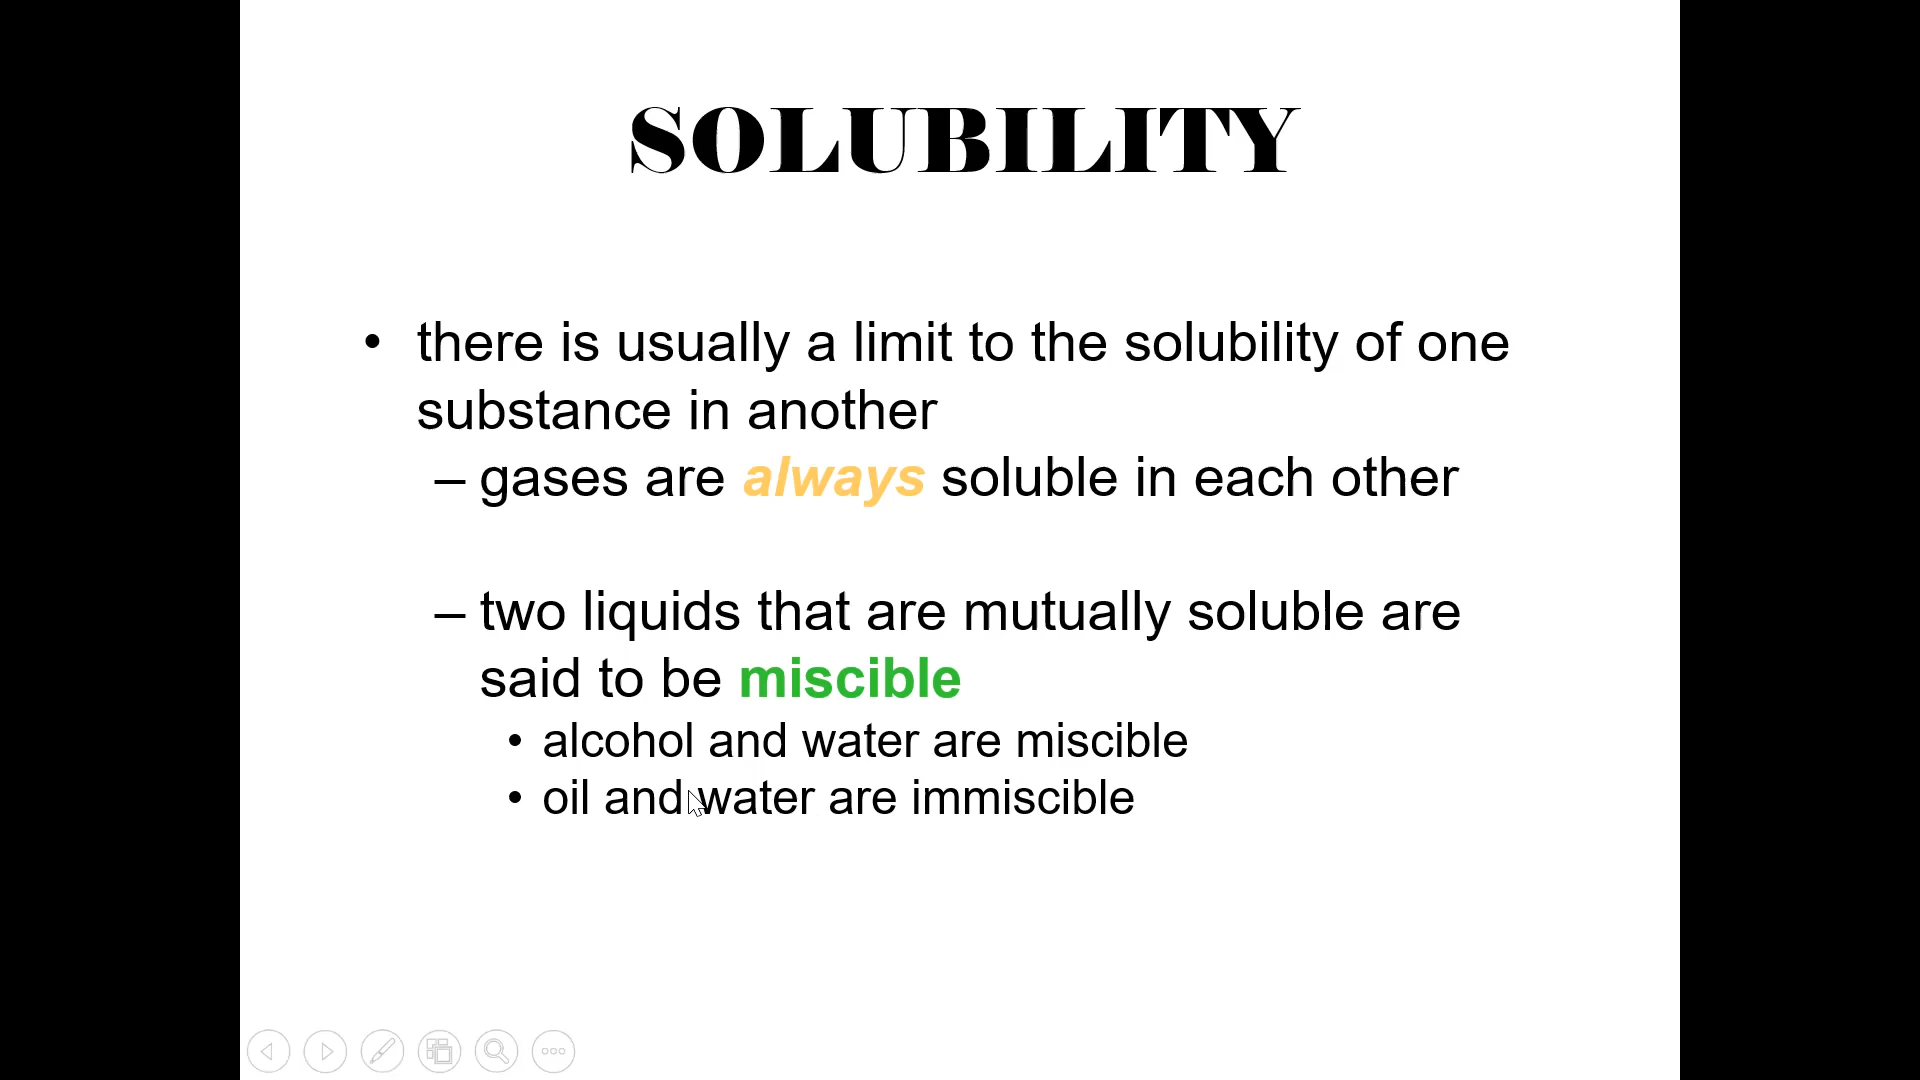 SOLUBILITY
• there is usually a limit to the solubility of one
substance in another
– gases are always soluble in each other
– two liquids that are mutually soluble are
said to be miscible
• alcohol and water are miscible
• oil and water are immiscible